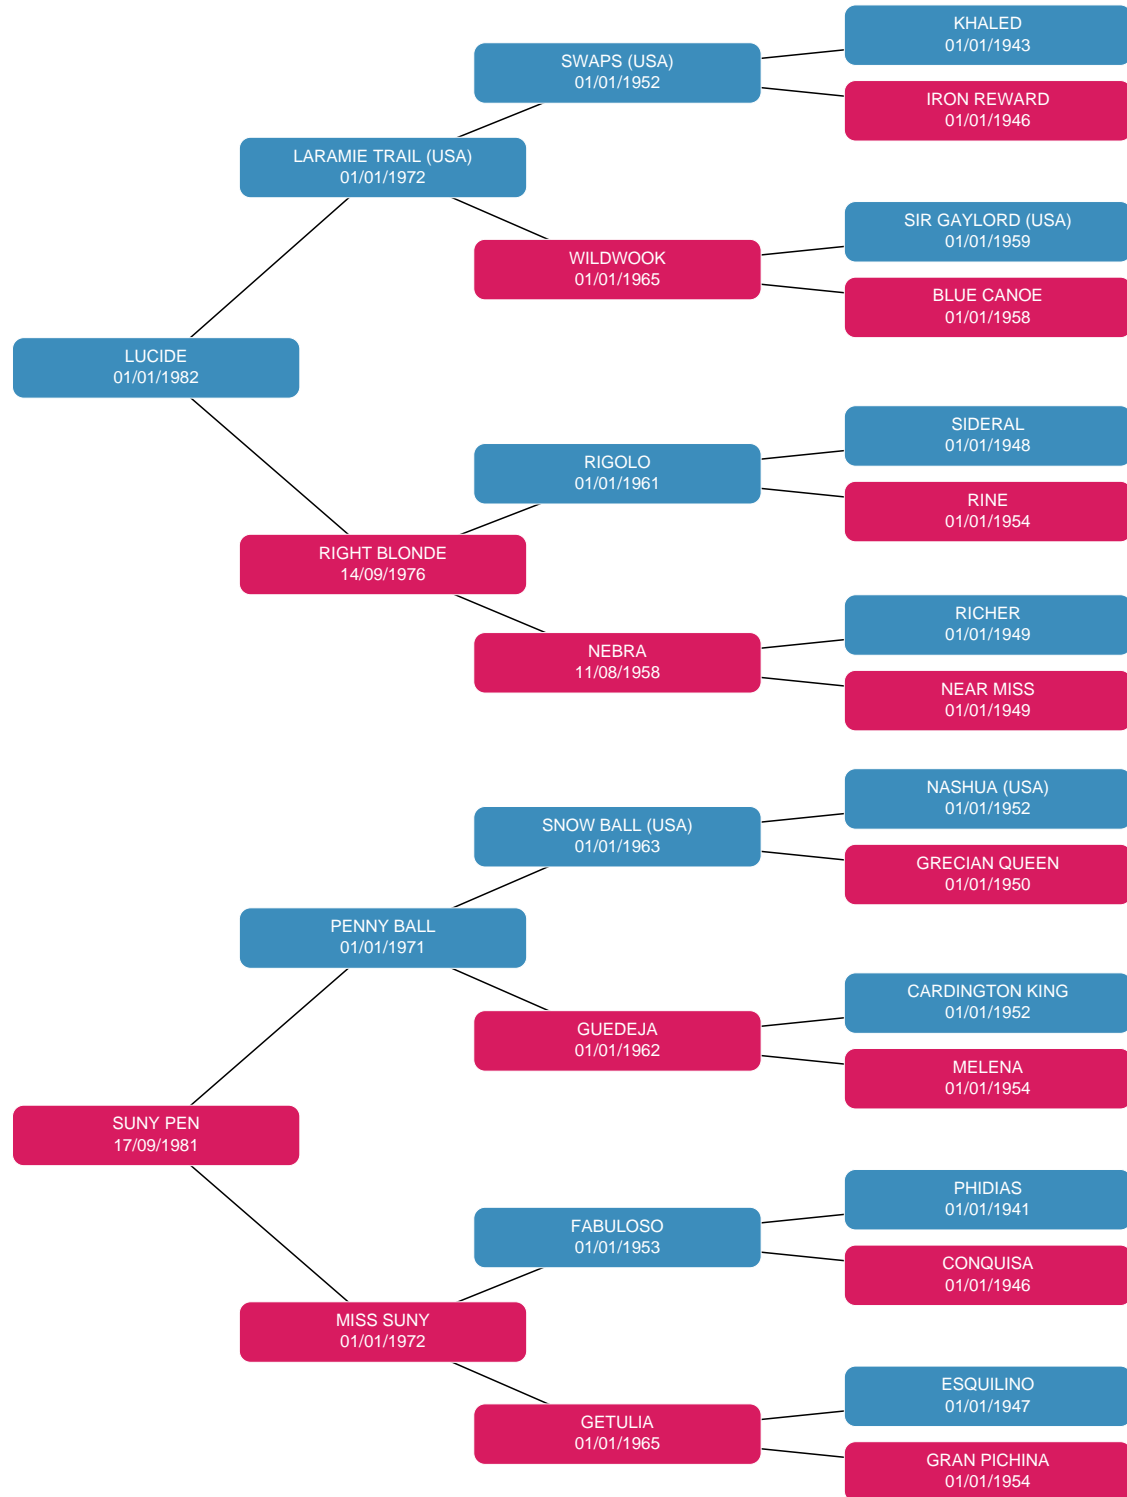 KHALED
01/01/1943
SWAPS (USA)
01/01/1952
IRON REWARD
01/01/1946
LARAMIE TRAIL (USA)
01/01/1972
SIR GAYLORD (USA)
01/01/1959
WILDWOOK
01/01/1965
BLUE CANOE
01/01/1958
LUCIDE
01/01/1982
SIDERAL
01/01/1948
RIGOLO
01/01/1961
RINE
01/01/1954
RIGHT BLONDE
14/09/1976
RICHER
01/01/1949
NEBRA
11/08/1958
NEAR MISS
01/01/1949
NASHUA (USA)
01/01/1952
SNOW BALL (USA)
01/01/1963
GRECIAN QUEEN
01/01/1950
PENNY BALL
01/01/1971
CARDINGTON KING
01/01/1952
GUEDEJA
01/01/1962
MELENA
01/01/1954
SUNY PEN
17/09/1981
PHIDIAS
01/01/1941
FABULOSO
01/01/1953
CONQUISA
01/01/1946
MISS SUNY
01/01/1972
ESQUILINO
01/01/1947
GETULIA
01/01/1965
GRAN PICHINA
01/01/1954